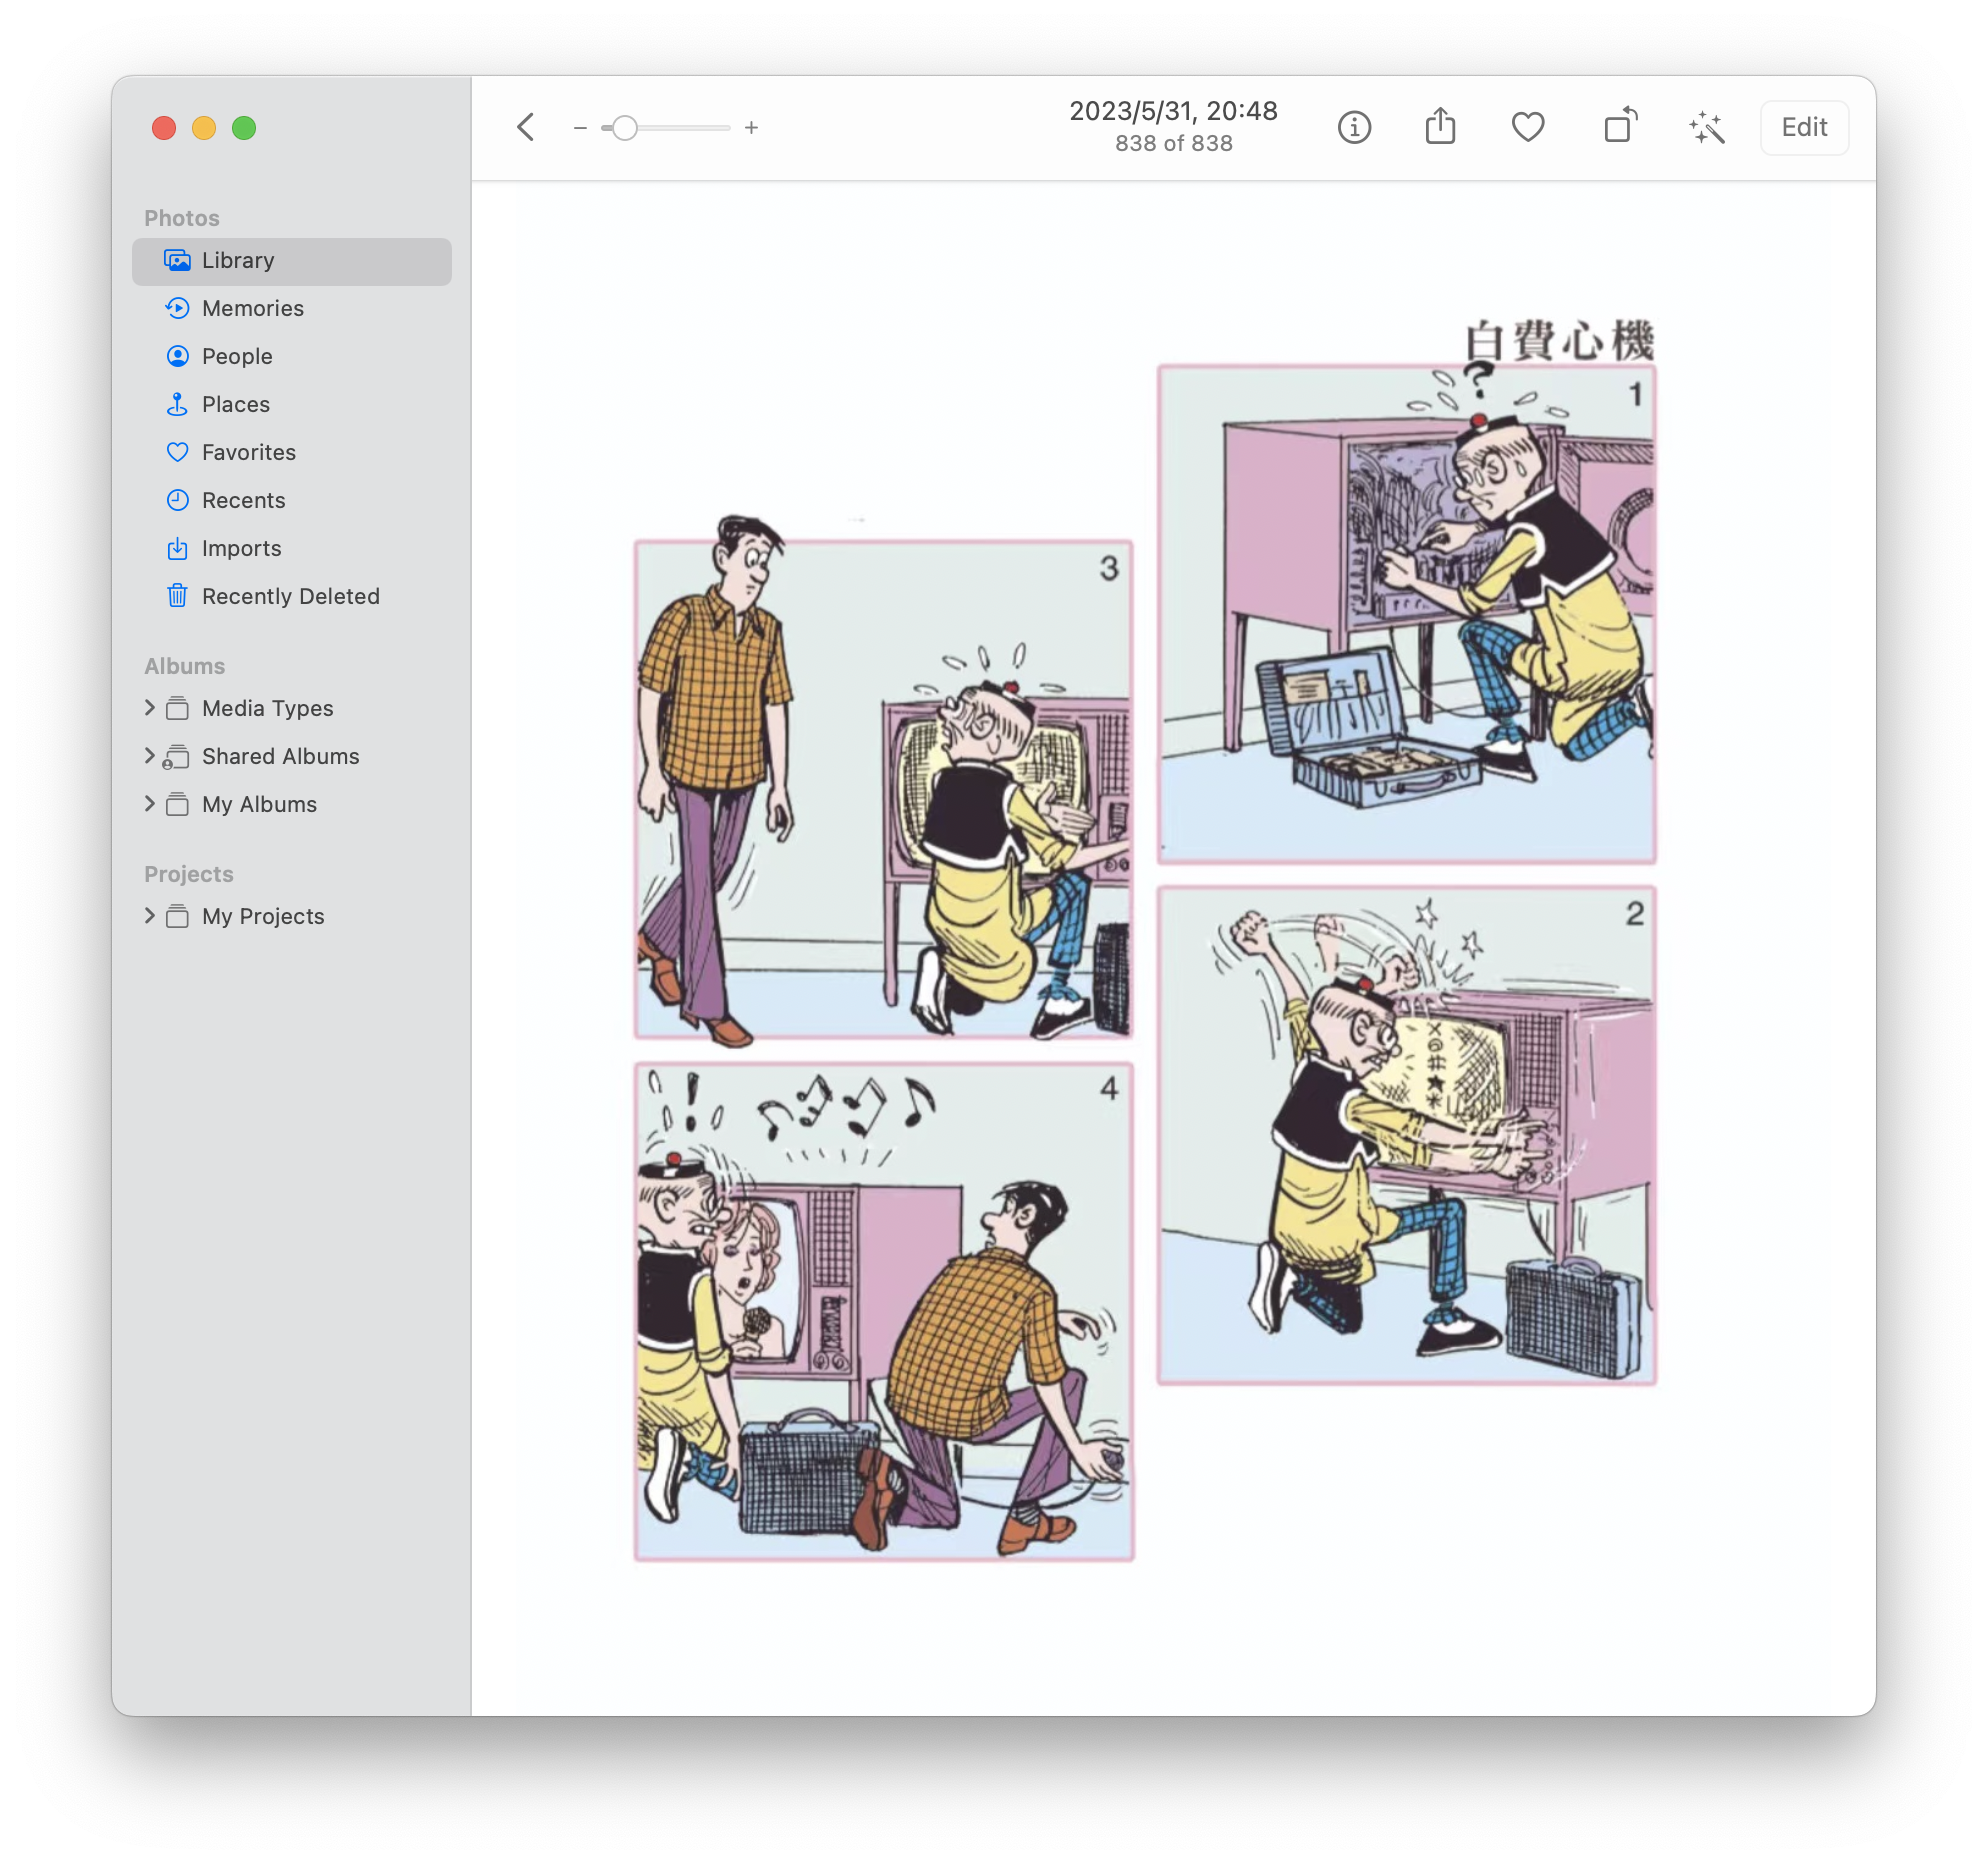 2023/5/31, 20:48
838 of 838
Edit
Photos
Library
Memories
People
Places
Favorites
Recents
Imports
Recently Deleted
Albums
Media Types
Shared Albums
My Albums
Projects
My Projects
白費心機
1
?
2
×@#★*
3
4
!